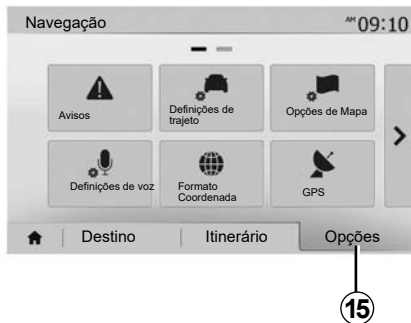 Navegação
AM 09:10
Avisos
Definições de
trajeto
Opções de Mapa
Definições de voz
Formato
Coordenada
GPS
Destino
Itinerário
Opções
15